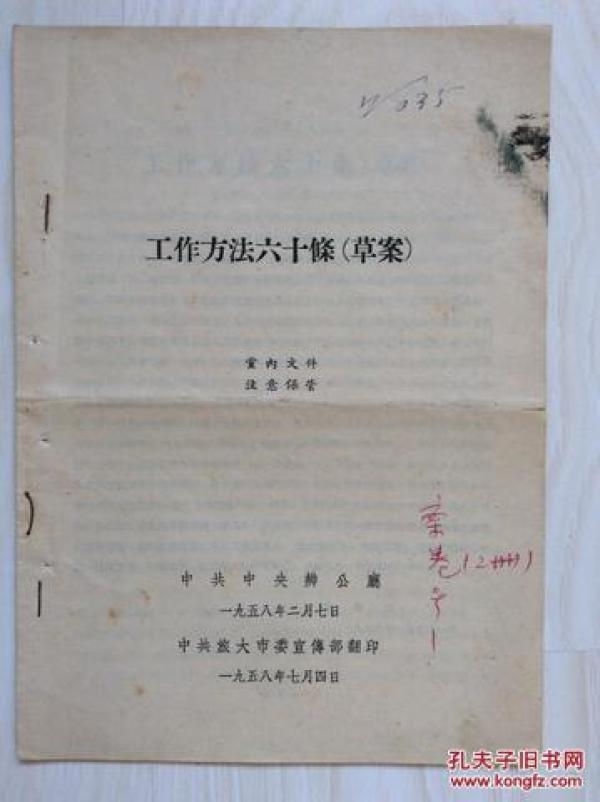 035
工作方法六十條（草案）
黨內文件
注意保管
中共中央辦公廳
一九五八年二月七日
中共旅大市委宣傳部翻印
一九五八年七月四日
案卷
孔夫子旧书网
www.kongfz.com